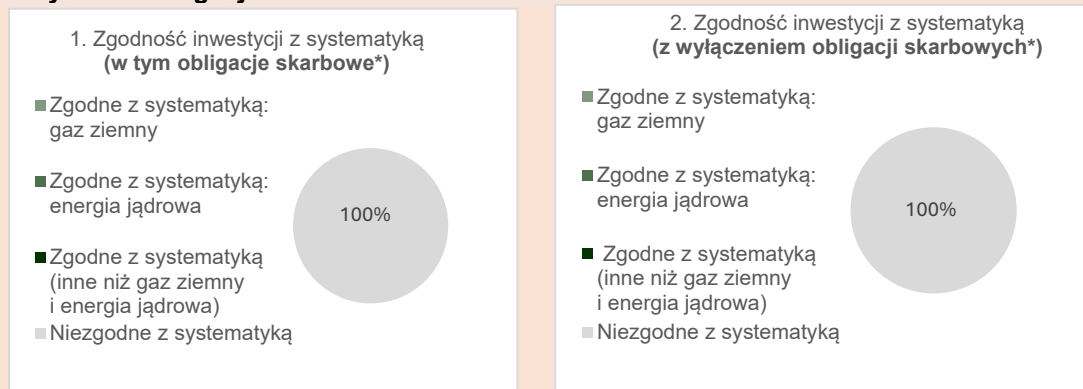 1. Zgodność inwestycji z systematyką
(w tym obligacje skarbowe*)
Zgodne z systematyką:
gaz ziemny
Zgodne z systematyką:
energia jądrowa
Zgodne z systematyką
(inne niż gaz ziemny
i energia jądrowa)
Niezgodne z systematyką
100%
2. Zgodność inwestycji z systematyką
(z wyłączeniem obligacji skarbowych*)
Zgodne z systematyką:
gaz ziemny
Zgodne z systematyką:
energia jądrowa
Zgodne z systematyką
(inne niż gaz ziemny
i energia jądrowa)
Niezgodne z systematyką
100%